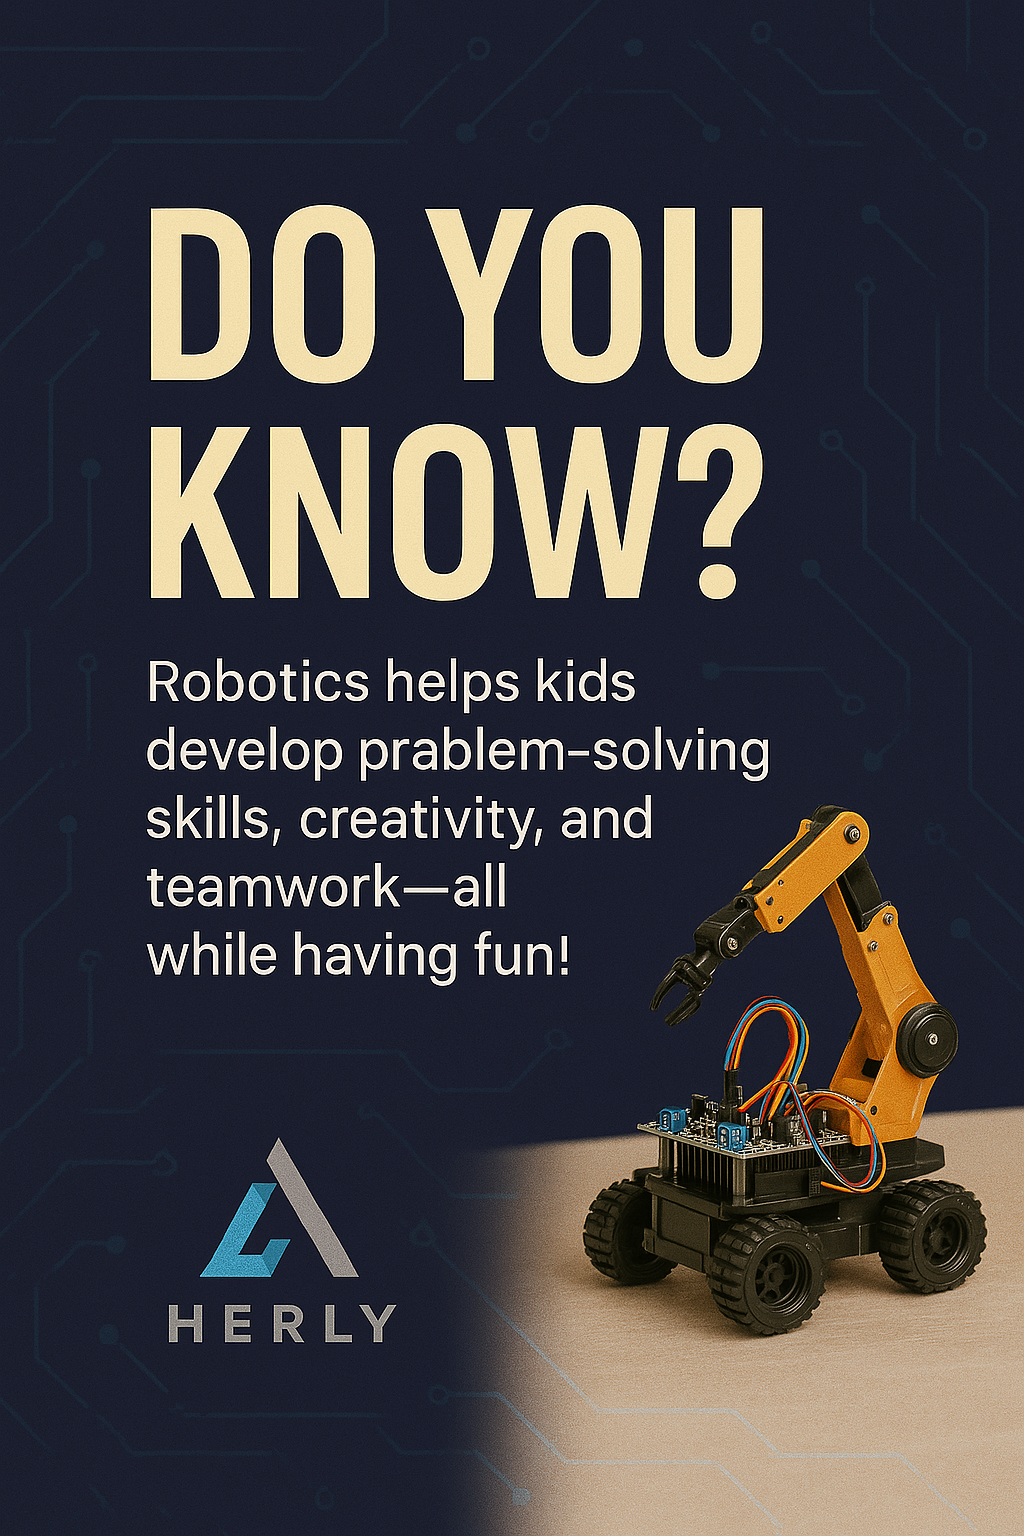 DO YOU
KNOW?
Robotics helps kids
develop prablem-solving
skills, creativity, and
teamwork—all
while having fun!
HERLY